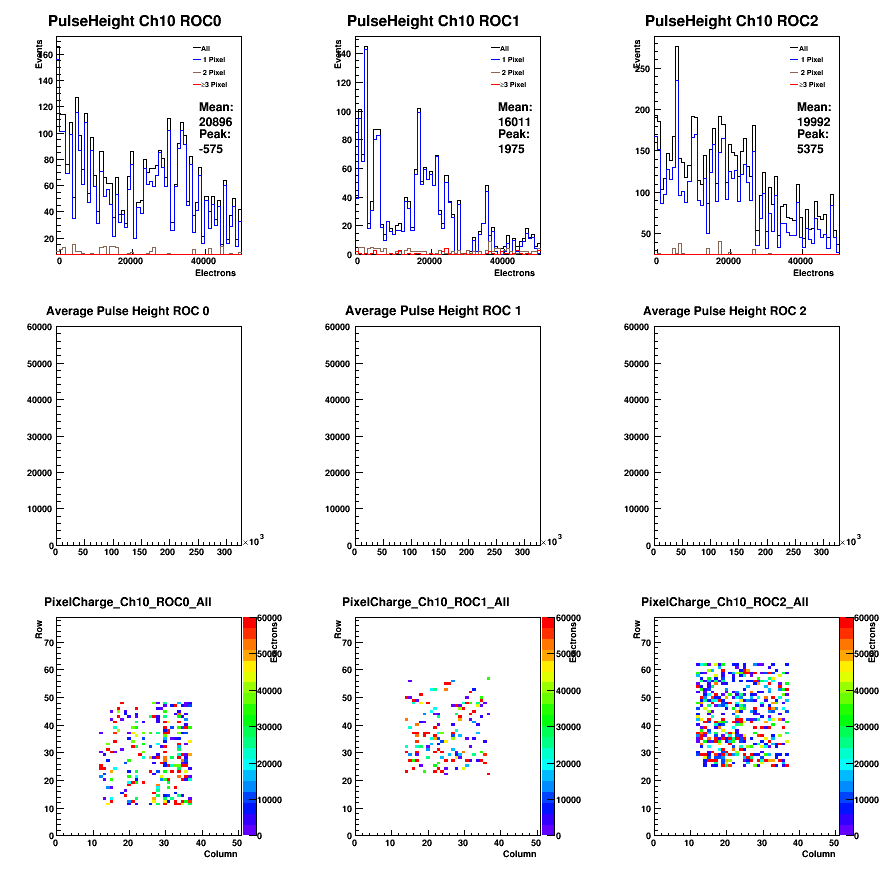 PulseHeight Ch10 ROC0
Events
160
140
120
100
80
60
40
20
All
1 Pixel
2 Pixel
≥3 Pixel
Mean:
20896
Peak:
-575
0
20000
40000
Electrons
PulseHeight Ch10 ROC1
Events
140
120
100
80
60
40
20
0
All
1 Pixel
2 Pixel
≥3 Pixel
Mean:
16011
Peak:
1975
0
20000
40000
Electrons
PulseHeight Ch10 ROC2
Events
250
200
150
100
50
All
1 Pixel
2 Pixel
≥3 Pixel
Mean:
19992
Peak:
5375
0
20000
40000
Electrons
Average Pulse Height ROC 0
60000
50000
40000
30000
20000
10000
0
0 50 100 150 200 250 300
×10³
Average Pulse Height ROC 1
60000
50000
40000
30000
20000
10000
0
0 50 100 150 200 250 300
×10³
Average Pulse Height ROC 2
60000
50000
40000
30000
20000
10000
0
0 50 100 150 200 250 300
×10³
PixelCharge_Ch10_ROC0_All
Row
70
60
50
40
30
20
10
0
0 10 20 30 40 50
Column
60000
50000
40000
30000
20000
10000
0
Electrons
PixelCharge_Ch10_ROC1_All
Row
70
60
50
40
30
20
10
0
0 10 20 30 40 50
Column
60000
50000
40000
30000
20000
10000
0
Electrons
PixelCharge_Ch10_ROC2_All
Row
70
60
50
40
30
20
10
0
0 10 20 30 40 50
Column
60000
50000
40000
30000
20000
10000
0
Electrons